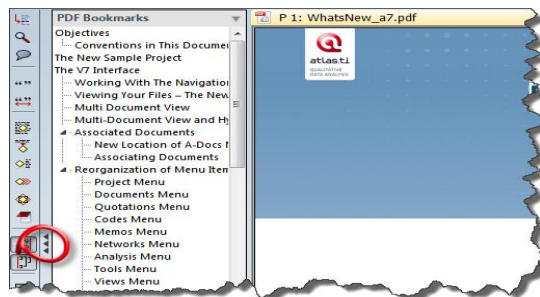 PDF Bookmarks
Objectives
Conventions in This Documen
The New Sample Project
The V7 Interface
Working With The Navigatio
Viewing Your Files – The New
Multi Document View
Multi-Document View and Hy
Associated Documents
New Location of A-Docs
Associating Documents
Reorganization of Menu Item
Project Menu
Documents Menu
Quotations Menu
Codes Menu
Memos Menu
Networks Menu
Analysis Menu
Tools Menu
Views Menu
P 1: WhatsNew_a7.pdf
atlas.ti
QUALITATIVE
DATA ANALYSIS